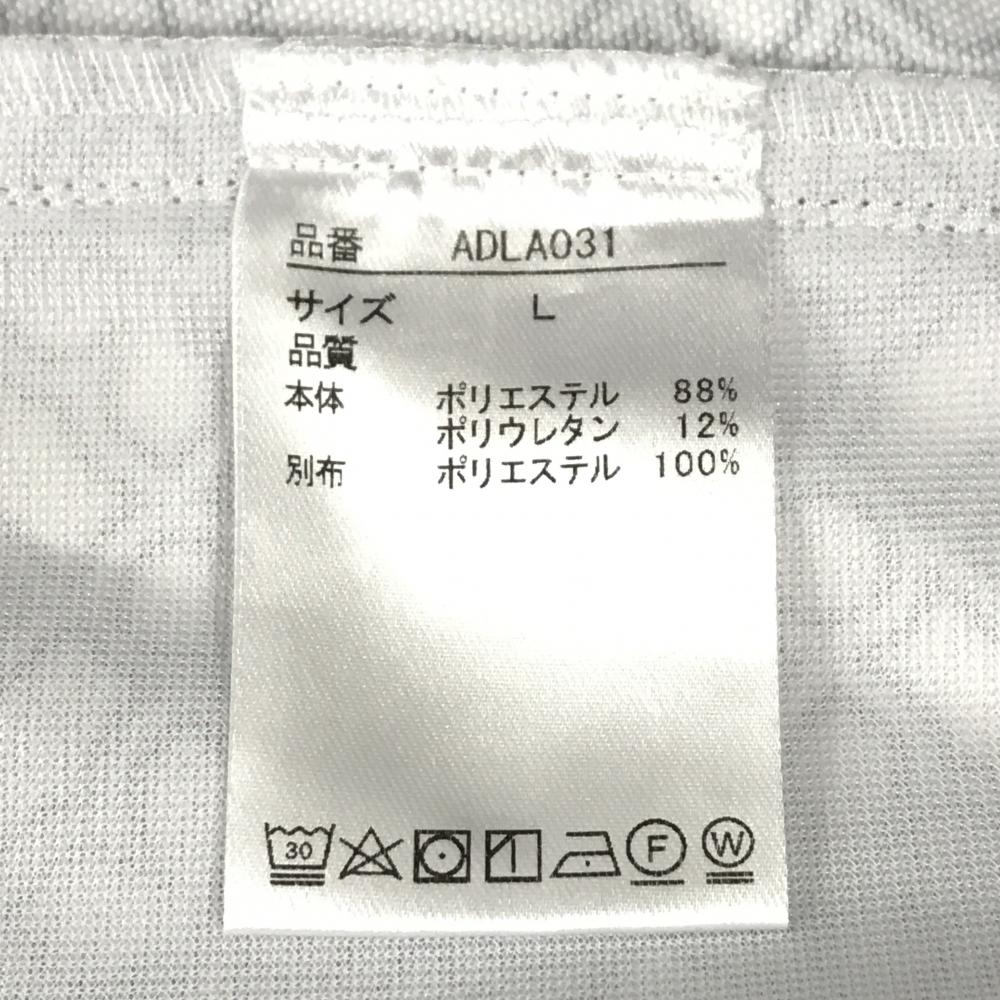 品番 ADLA031
サイズ L
品質
本体 ポリエステル 88%
ポリウレタン 12%
別布 ポリエステル 100%
30 F W